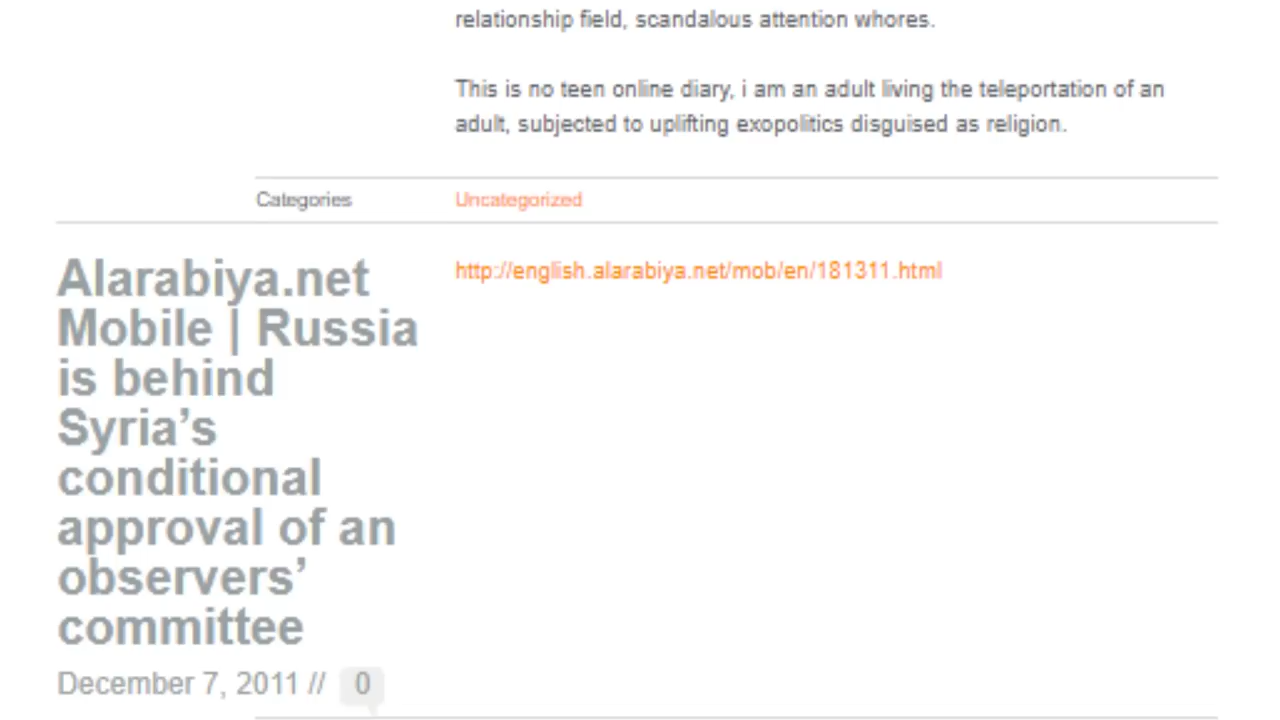 relationship field, scandalous attention whores.
This is no teen online diary, i am an adult living the teleportation of an
adult, subjected to uplifting exopolitics disguised as religion.
Categories Uncategorized
Alarabiya.net
Mobile | Russia
is behind
Syria’s
conditional
approval of an
observers’
committee
December 7, 2011 // 0
http://english.alarabiya.net/mob/en/181311.html